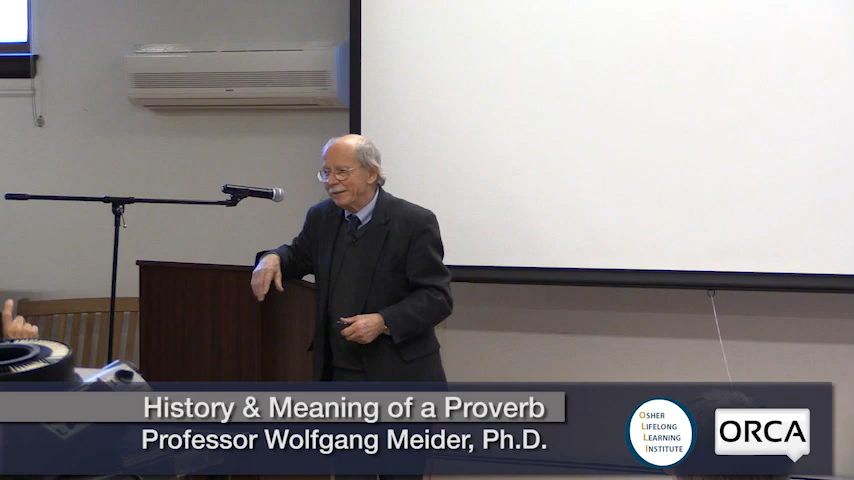 History & Meaning of a Proverb
Professor Wolfgang Meider, Ph.D.
OSHER
LIFELONG
LEARNING
INSTITUTE
ORCA